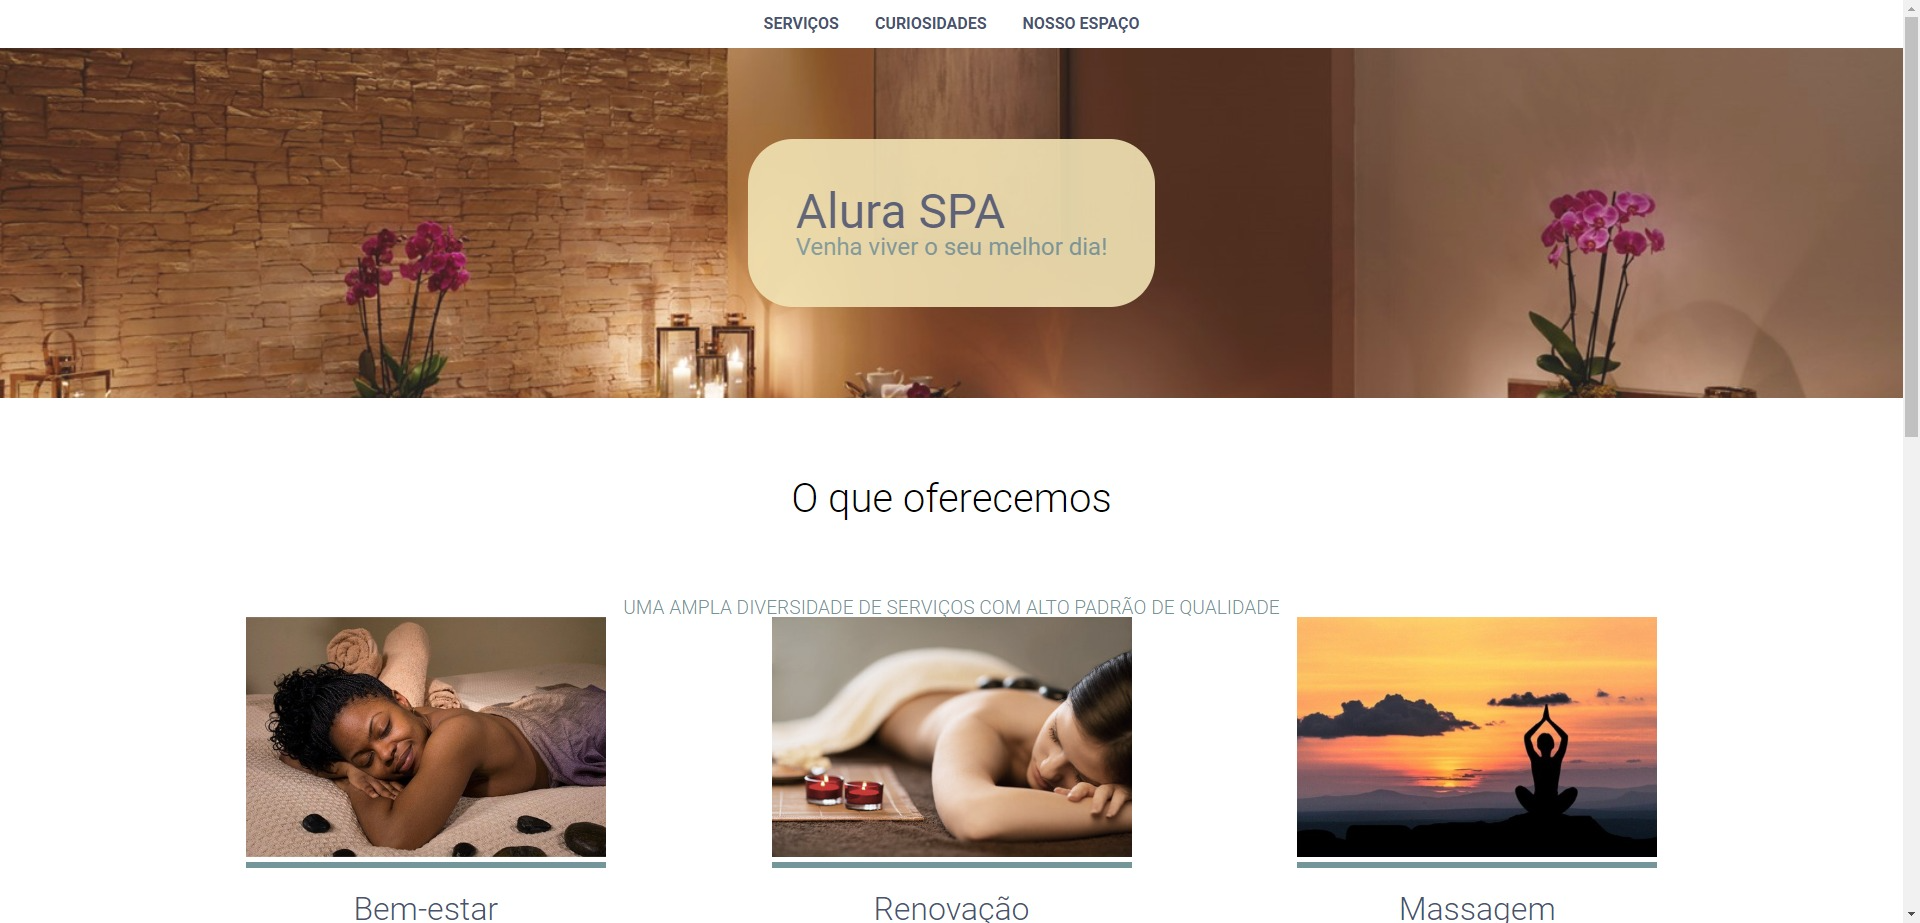 SERVIÇOS CURIOSIDADES NOSSO ESPAÇO
Alura SPA
Venha viver o seu melhor dia!
O que oferecemos
UMA AMPLA DIVERSIDADE DE SERVIÇOS COM ALTO PADRÃO DE QUALIDADE
Bem-estar Renovação Massagem